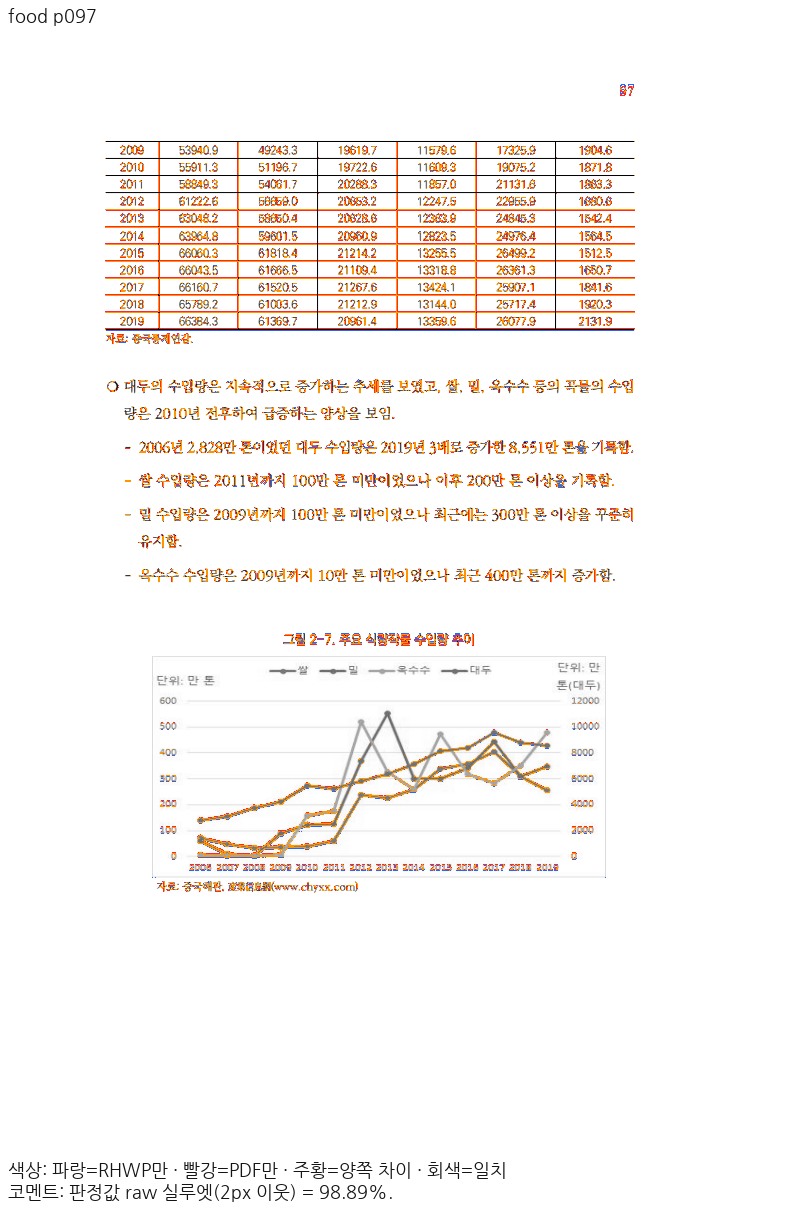 food p097
97
2009 53940.9 49243.3 19619.7 11579.6 17325.9 1904.6
2010 55911.3 51196.7 19722.6 11609.3 19075.2 1871.8
2011 58849.3 54061.7 20288.3 11857.0 21131.6 1863.3
2012 61222.6 56659.0 20653.2 12247.5 22955.9 1680.6
2013 63048.2 58650.4 20628.6 12363.9 24845.3 1542.4
2014 63964.8 59601.5 20960.9 12823.5 24976.4 1564.5
2015 66060.3 61818.4 21214.2 13255.5 26499.2 1512.5
2016 66043.5 61666.5 21109.4 13318.8 26361.3 1650.7
2017 66160.7 61520.5 21267.6 13424.1 25907.1 1841.6
2018 65789.2 61003.6 21212.9 13144.0 25717.4 1920.3
2019 66384.3 61369.7 20961.4 13359.6 26077.9 2131.9
자료: 중국통계연감.
❍ 대두의 수입량은 지속적으로 증가하는 추세를 보였고, 쌀, 밀, 옥수수 등의 곡물의 수입
량은 2010년 전후하여 급증하는 양상을 보임.
- 2006년 2,828만 톤이었던 대두 수입량은 2019년 3배로 증가한 8,551만 톤을 기록함.
- 쌀 수입량은 2011년까지 100만 톤 미만이었으나 이후 200만 톤 이상을 기록함.
- 밀 수입량은 2009년까지 100만 톤 미만이었으나 최근에는 300만 톤 이상을 꾸준히
유지함.
- 옥수수 수입량은 2009년까지 10만 톤 미만이었으나 최근 400만 톤까지 증가함.
그림 2-7. 주요 식량작물 수입량 추이
쌀 밀 옥수수 대두
단위: 만 톤
단위: 만
톤(대두)
600 12000
500 10000
400 8000
300 6000
200 4000
100 2000
0 0
2006 2007 2008 2009 2010 2011 2012 2013 2014 2015 2016 2017 2018 2019
자료: 중국해관, (www.chyxx.com)
색상: 파랑=RHWP만 · 빨강=PDF만 · 주황=양쪽 차이 · 회색=일치
코멘트: 판정값 raw 실루엣(2px 이웃) = 98.89%.